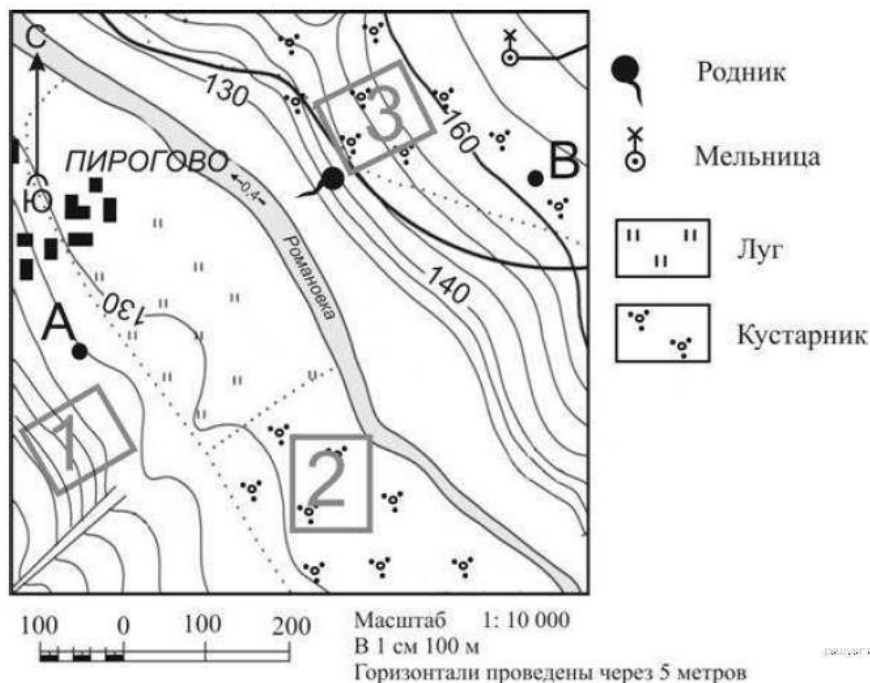 С
130
160
3
ПИРОГОВО
0,4
В
Ю
Романовка
140
130
А
1
2
Родник
Мельница
Луг
Кустарник
100 0 100 200
Масштаб 1: 10 000
В 1 см 100 м
Горизонтали проведены через 5 метров